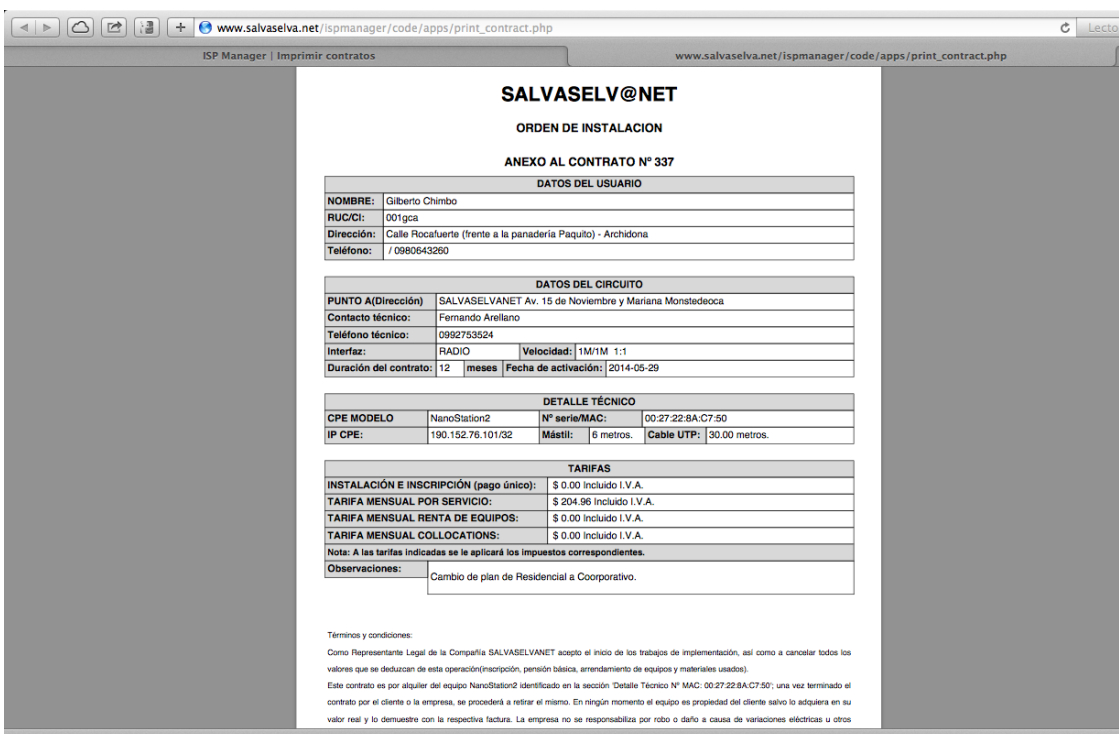 www.salvaselva.net/ispmanager/code/apps/print_contract.php
Lecto
ISP Manager | Imprimir contratos
www.salvaselva.net/ispmanager/code/apps/print_contract.php
SALVASELV@NET
ORDEN DE INSTALACION
ANEXO AL CONTRATO Nº 337
DATOS DEL USUARIO
NOMBRE: Gilberto Chimbo
RUC/CI: 001gca
Dirección: Calle Rocafuerte (frente a la panadería Paquito) - Archidona
Teléfono: / 0980643260
DATOS DEL CIRCUITO
PUNTO A(Dirección) SALVASELVANET Av. 15 de Noviembre y Mariana Monstedeoca
Contacto técnico: Fernando Arellano
Teléfono técnico: 0992753524
Interfaz: RADIO Velocidad: 1M/1M 1:1
Duración del contrato: 12 meses Fecha de activación: 2014-05-29
DETALLE TÉCNICO
CPE MODELO NanoStation2 Nº serie/MAC: 00:27:22:8A:C7:50
IP CPE: 190.152.76.101/32 Mástil: 6 metros. Cable UTP: 30.00 metros.
TARIFAS
INSTALACIÓN E INSCRIPCIÓN (pago único): $ 0.00 Incluido I.V.A.
TARIFA MENSUAL POR SERVICIO: $ 204.96 Incluido I.V.A.
TARIFA MENSUAL RENTA DE EQUIPOS: $ 0.00 Incluido I.V.A.
TARIFA MENSUAL COLLOCATIONS: $ 0.00 Incluido I.V.A.
Nota: A las tarifas indicadas se le aplicará los impuestos correspondientes.
Observaciones: Cambio de plan de Residencial a Coorporativo.
Términos y condiciones:
Como Representante Legal de la Compañía SALVASELVANET acepto el inicio de los trabajos de implementación, así como a cancelar todos los
valores que se deduzcan de esta operación(inscripción, pensión básica, arrendamiento de equipos y materiales usados).
Este contrato es por alquiler del equipo NanoStation2 identificado en la sección 'Detalle Técnico Nº MAC: 00:27:22:8A:C7:50'; una vez terminado el
contrato por el cliente o la empresa, se procederá a retirar el mismo. En ningún momento el equipo es propiedad del cliente salvo lo adquiera en su
valor real y lo demuestre con la respectiva factura. La empresa no se responsabiliza por robo o daño a causa de variaciones eléctricas u otros